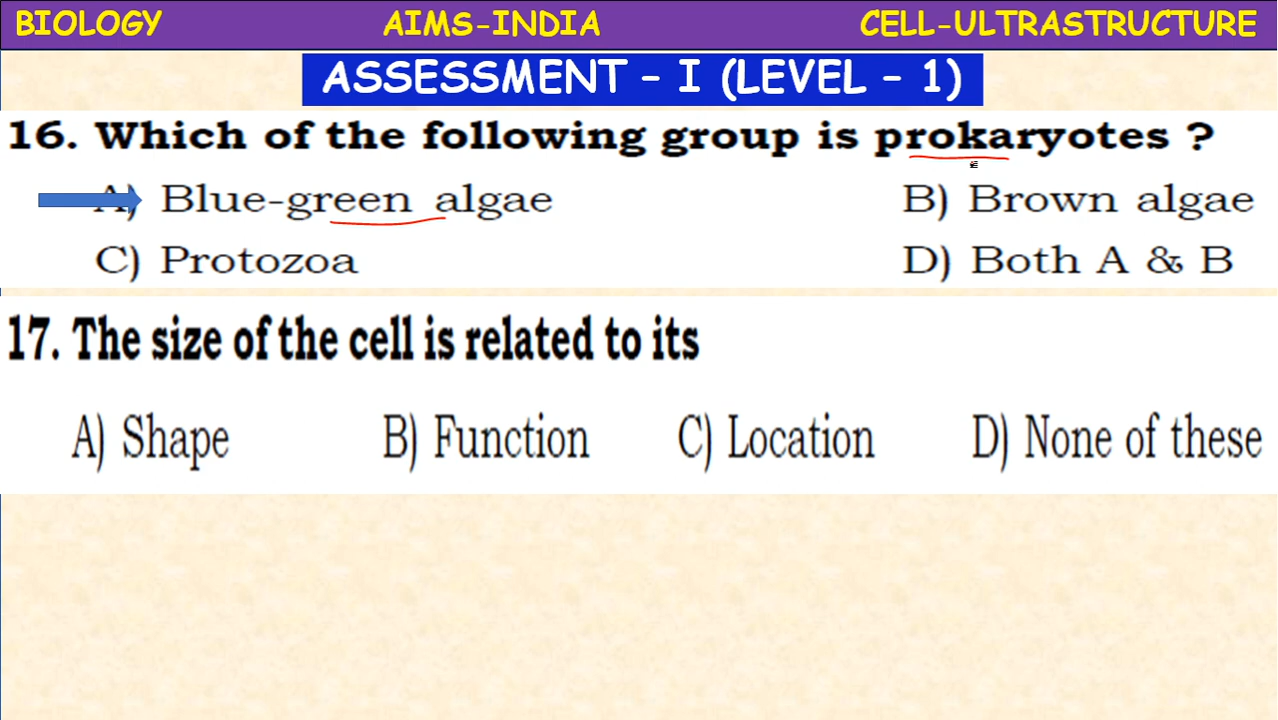 BIOLOGY AIMS-INDIA CELL-ULTRASTRUCTURE
ASSESSMENT – I (LEVEL – 1)
16. Which of the following group is prokaryotes ?
A) Blue-green algae B) Brown algae
C) Protozoa D) Both A & B
17. The size of the cell is related to its
A) Shape B) Function C) Location D) None of these